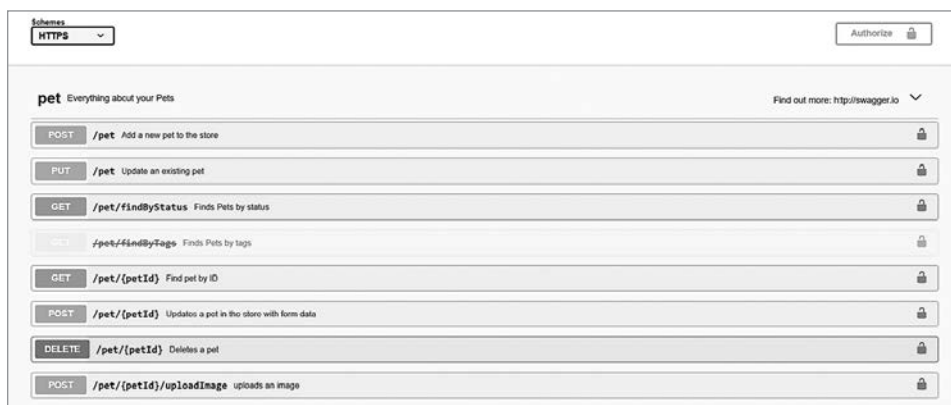 Schemes
HTTPS
Authorize
pet Everything about your Pets
Find out more: http://swagger.io
POST /pet Add a new pet to the store
PUT /pet Update an existing pet
GET /pet/findByStatus Finds Pets by status
GET /pet/findByTags Finds Pets by tags
GET /pet/{petId} Find pet by ID
POST /pet/{petId} Updates a pet in the store with form data
DELETE /pet/{petId} Deletes a pet
POST /pet/{petId}/uploadImage uploads an image